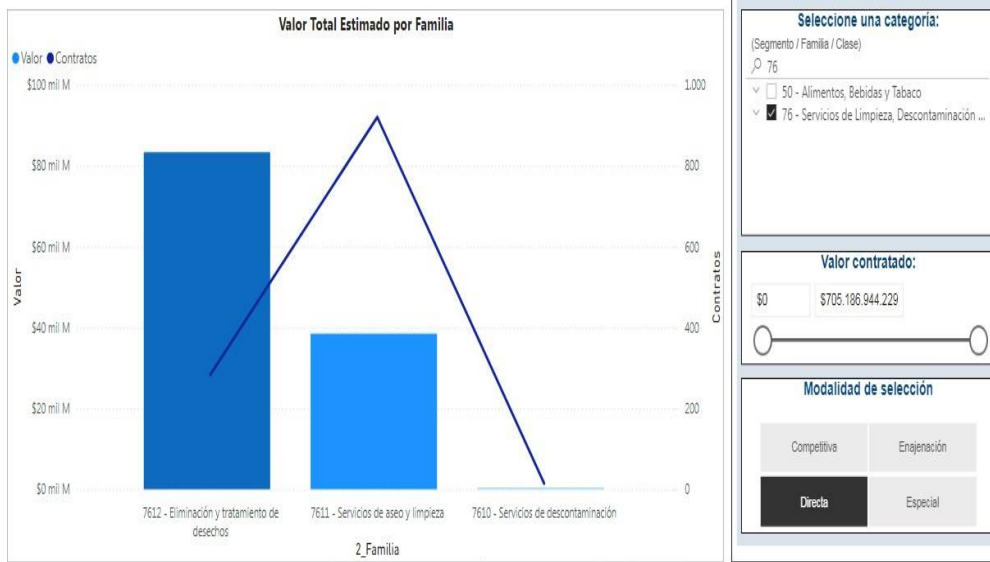 Valor Total Estimado por Familia
Valor Contratos
$100 mil M
$80 mil M
$60 mil M
$40 mil M
$20 mil M
$0 mil M
Valor
1.000
800
600
400
200
0
Contratos
7612 - Eliminación y tratamiento de
desechos
7611 - Servicios de aseo y limpieza
7610 - Servicios de descontaminación
2_Familia
Seleccione una categoría:
(Segmento / Familia / Clase)
76
50 - Alimentos, Bebidas y Tabaco
76 - Servicios de Limpieza, Descontaminación ...
Valor contratado:
$0 $705.186.944.229
Modalidad de selección
Competitiva Enajenación
Directa Especial